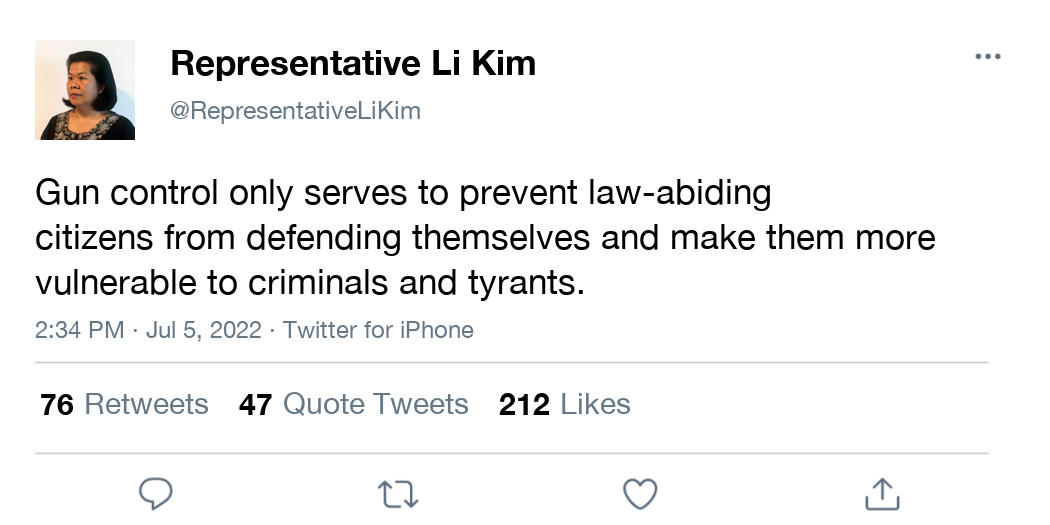 Representative Li Kim
@RepresentativeLiKim
Gun control only serves to prevent law-abiding
citizens from defending themselves and make them more
vulnerable to criminals and tyrants.
2:34 PM · Jul 5, 2022 · Twitter for iPhone
76 Retweets 47 Quote Tweets 212 Likes